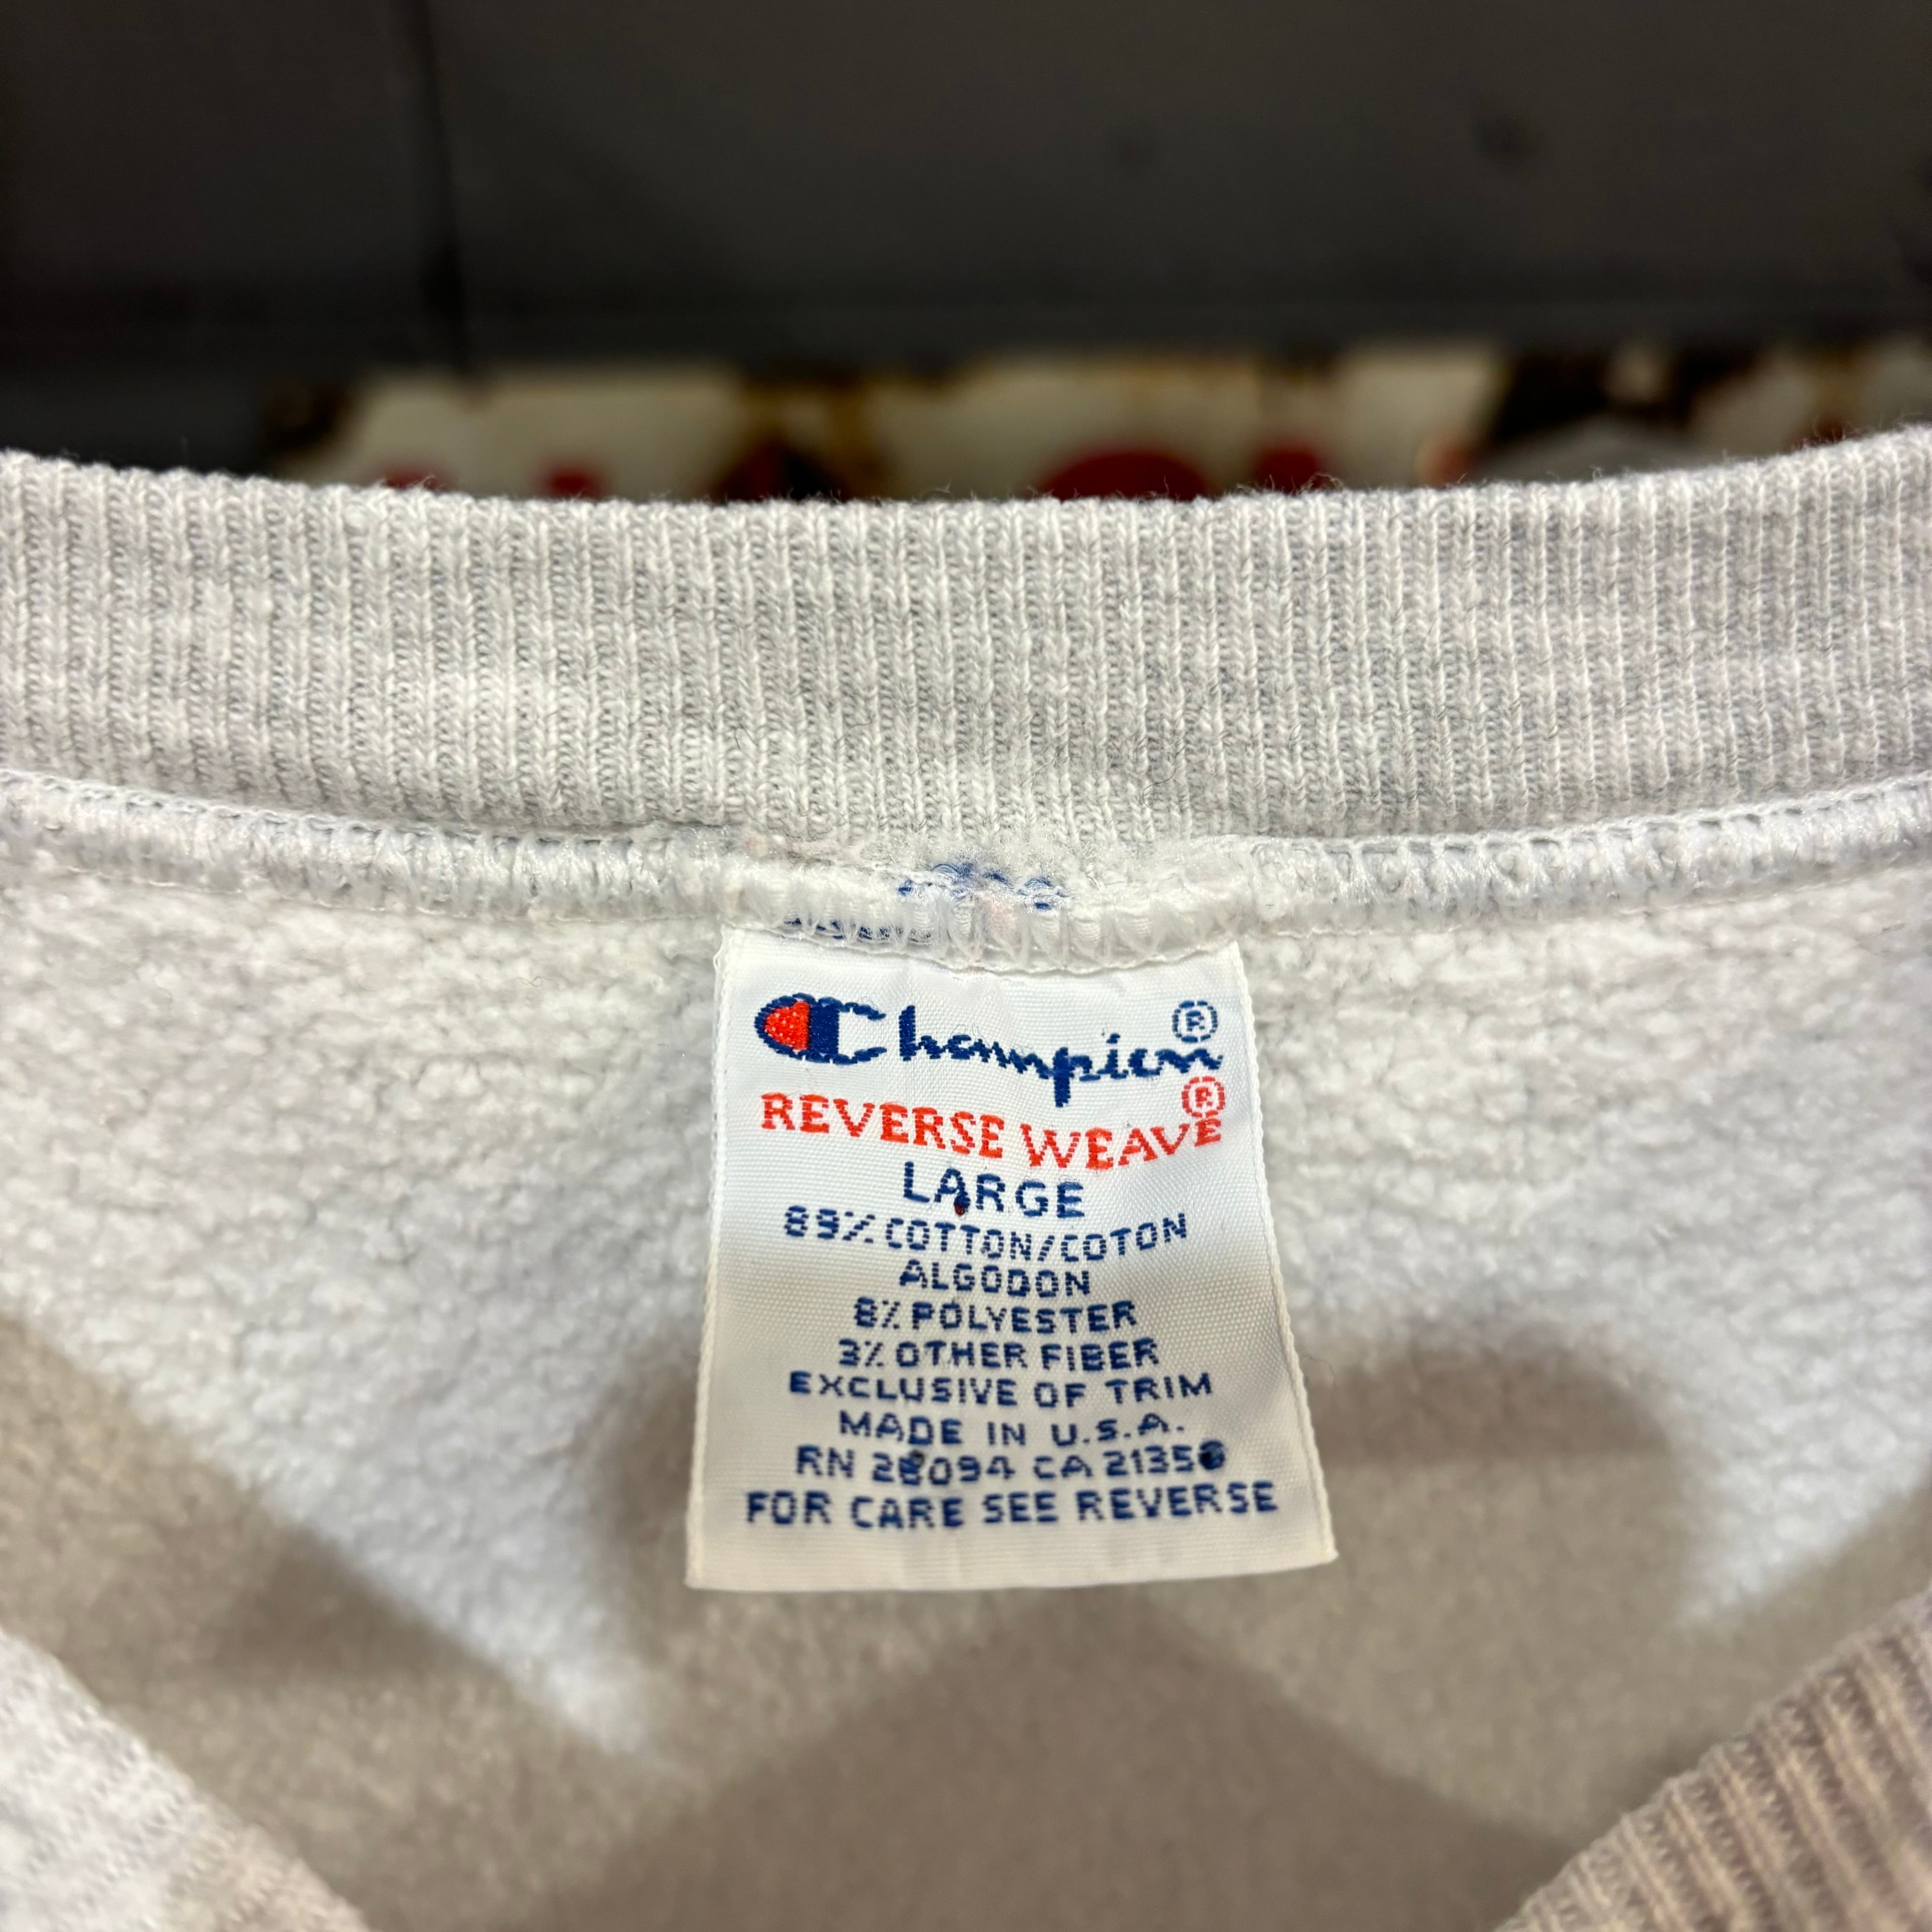 Champion®
REVERSE WEAVE®
LARGE
89% COTTON/COTON
ALGODON
8% POLYESTER
3% OTHER FIBER
EXCLUSIVE OF TRIM
MADE IN U.S.A.
RN 26094 CA 21356
FOR CARE SEE REVERSE